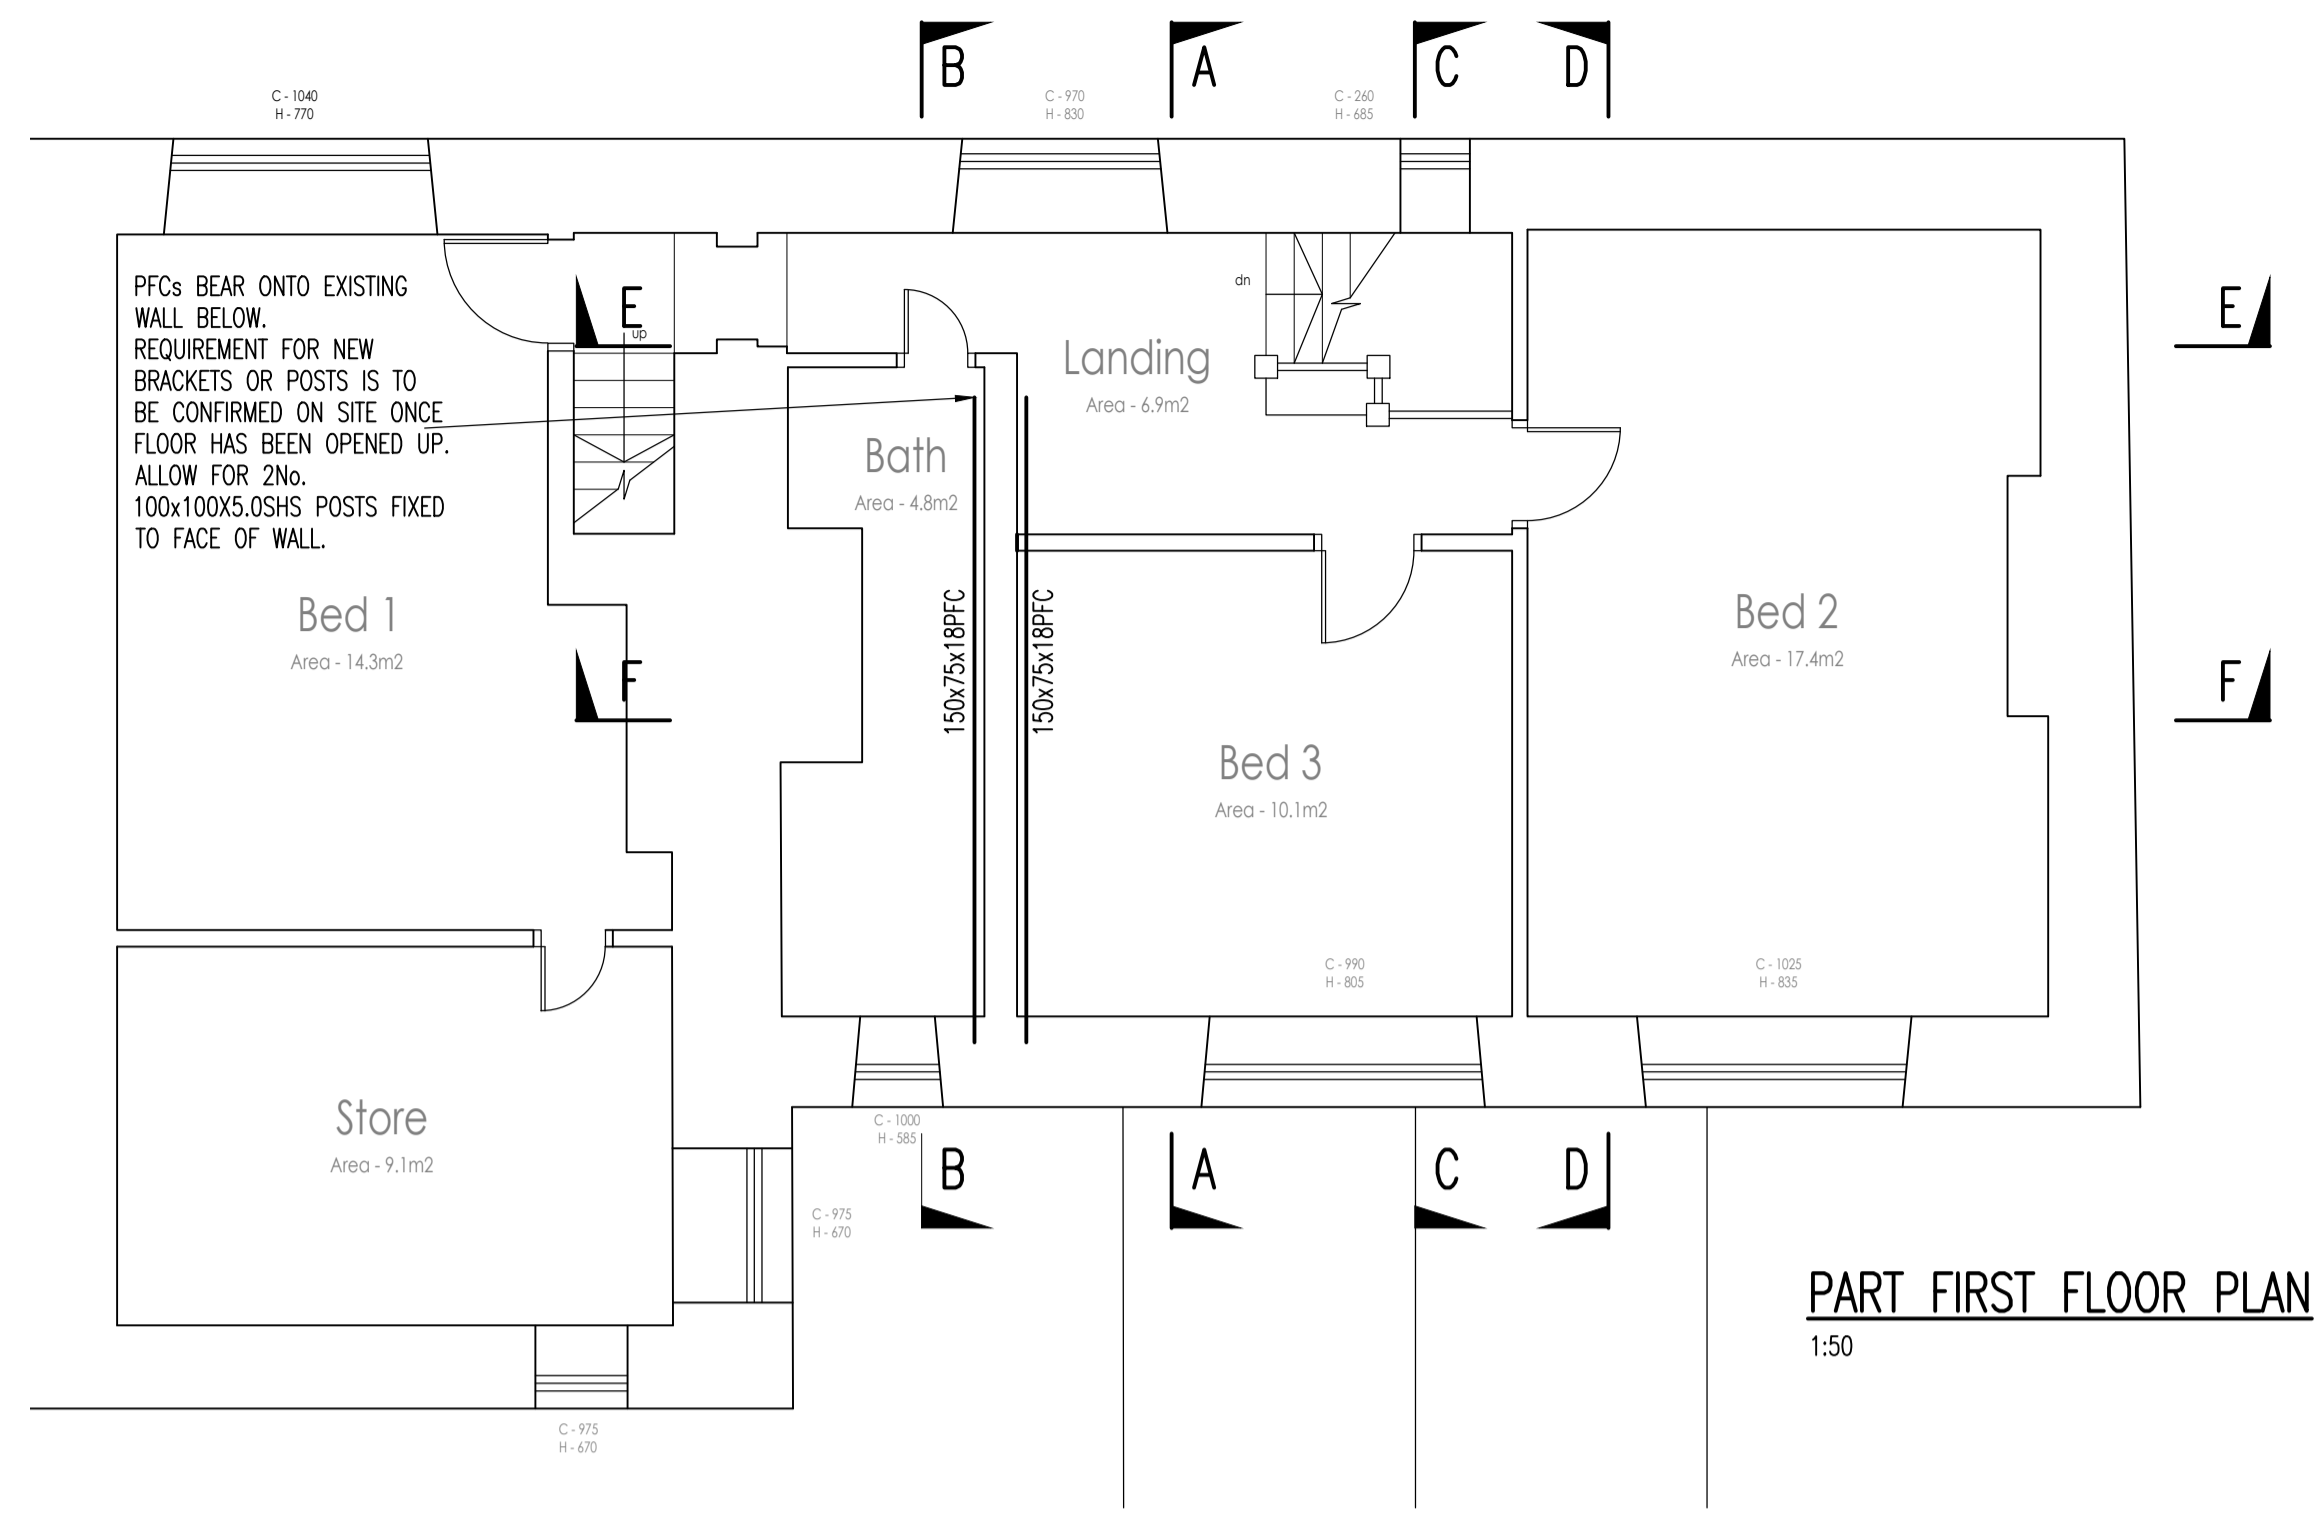 B
A
C
D
C - 1040
H - 770
C - 970
H - 830
C - 260
H - 685
PFCs BEAR ONTO EXISTING
WALL BELOW.
REQUIREMENT FOR NEW
BRACKETS OR POSTS IS TO
BE CONFIRMED ON SITE ONCE
FLOOR HAS BEEN OPENED UP.
ALLOW FOR 2No.
100x100X5.0SHS POSTS FIXED
TO FACE OF WALL.
E
up
dn
E
Landing
Area - 6.9m2
Bath
Area - 4.8m2
Bed 1
Area - 14.3m2
F
150x75x18PFC
150x75x18PFC
Bed 2
Area - 17.4m2
F
Bed 3
Area - 10.1m2
C - 990
H - 805
C - 1025
H - 835
Store
Area - 9.1m2
C - 1000
H - 585
B
A
C
D
C - 975
H - 670
C - 975
H - 670
PART FIRST FLOOR PLAN
1:50